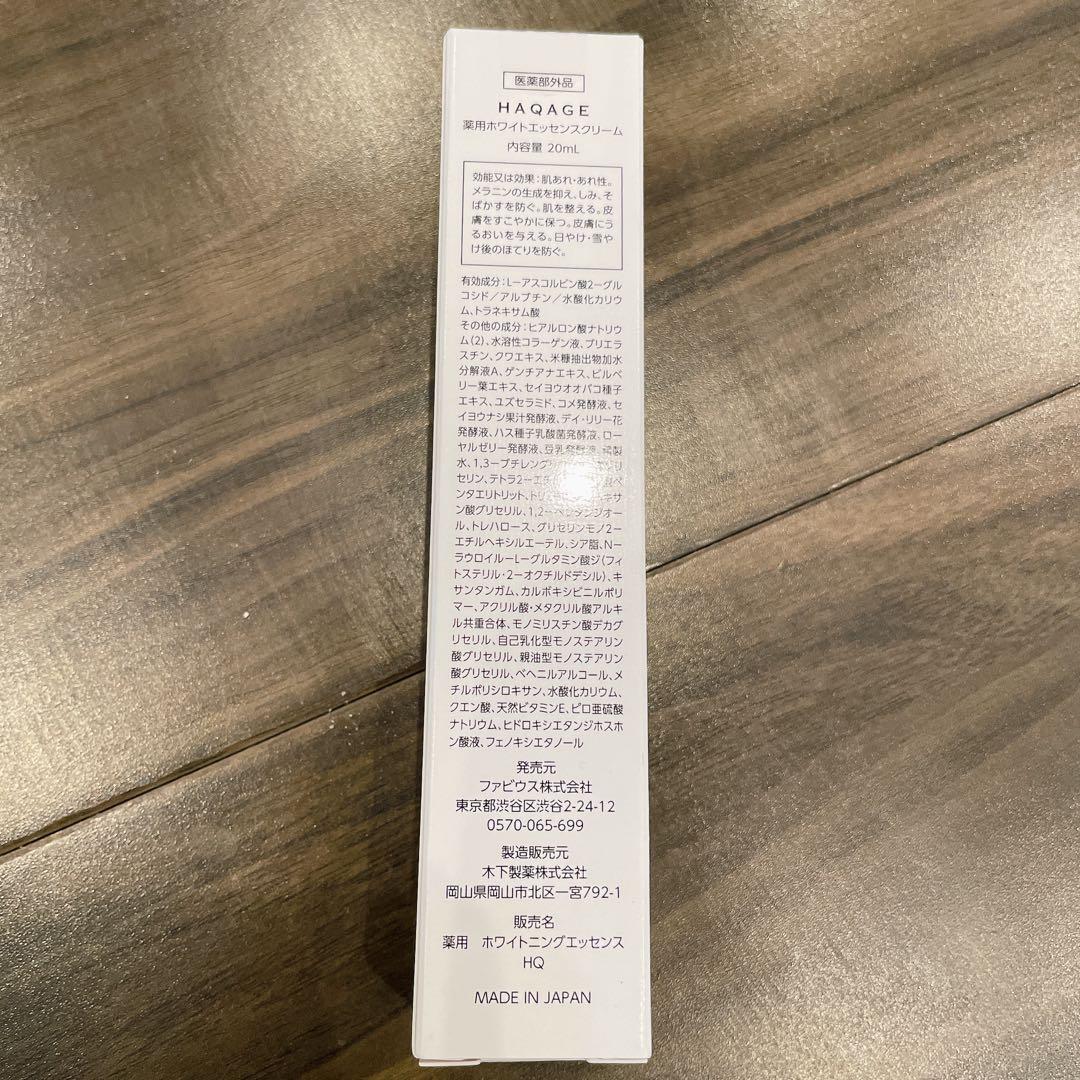 医薬部外品
HAQAGE
薬用ホワイトエッセンスクリーム
内容量 20mL
効能又は効果：肌あれ・あれ性。
メラニンの生成を抑え、しみ、そ
ばかすを防ぐ。肌を整える。皮
膚をすこやかに保つ。皮膚にう
るおいを与える。日やけ・雪や
け後のほてりを防ぐ。
有効成分：L－アスコルビン酸2－グル
コシド／アルブチン／水酸化カリウ
ム、トラネキサム酸
その他の成分：ヒアルロン酸ナトリウ
ム（2）、水溶性コラーゲン液、プリエラ
スチン、クワエキス、米糠抽出物加水
分解液A、ゲンチアナエキス、ビルベ
リー葉エキス、セイヨウオオバコ種子
エキス、ユズセラミド、コメ発酵液、セ
イヨウナシ果汁発酵液、デイ・リリー花
発酵液、ハス種子乳酸菌発酵液、ロー
ヤルゼリー発酵液、豆乳発酵液、精製
水、1,3－ブチレングリ
セリン、テトラ2－エチ
ンタエリトリット、トリ
ン酸グリセリル、1,2－ペンタンジオー
ル、トレハロース、グリセリンモノ2－
エチルヘキシルエーテル、シア脂、N－
ラウロイル－L－グルタミン酸ジ（フィ
トステリル・2－オクチルドデシル）、キ
サンタンガム、カルボキシビニルポリ
マー、アクリル酸・メタクリル酸アルキ
ル共重合体、モノミリスチン酸デカグ
リセリル、自己乳化型モノステアリン
酸グリセリル、親油型モノステアリン
酸グリセリル、ベヘニルアルコール、メ
チルポリシロキサン、水酸化カリウム、
クエン酸、天然ビタミンE、ピロ亜硫酸
ナトリウム、ヒドロキシエタンジホスホ
ン酸液、フェノキシエタノール
発売元
ファビウス株式会社
東京都渋谷区渋谷2-24-12
0570-065-699
製造販売元
木下製薬株式会社
岡山県岡山市北区一宮792-1
販売名
薬用　ホワイトニングエッセンス
HQ
MADE IN JAPAN